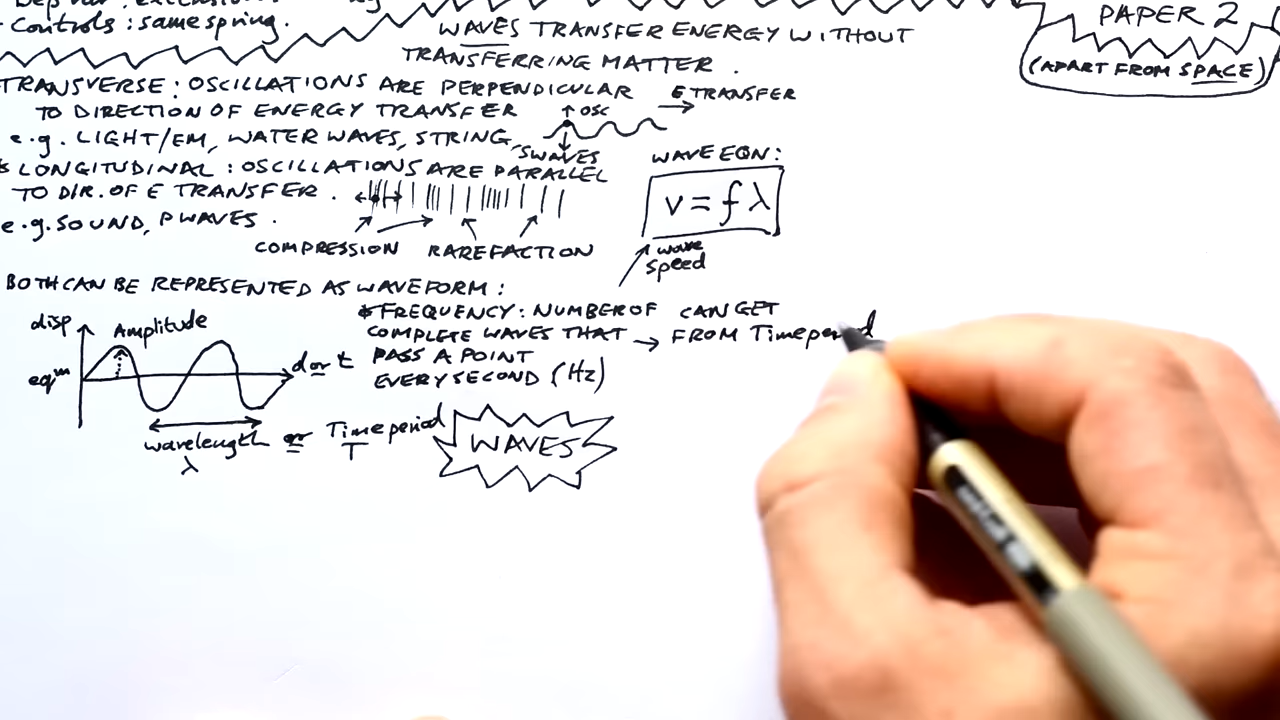 - Controls: same spring.
PAPER 2
(APART FROM SPACE)
WAVES TRANSFER ENERGY WITHOUT
TRANSFERRING MATTER.
TRANSVERSE: OSCILLATIONS ARE PERPENDICULAR
TO DIRECTION OF ENERGY TRANSFER
e.g. LIGHT/EM, WATER WAVES, STRING,
S WAVES
↑ OSC
E TRANSFER
* LONGITUDINAL: OSCILLATIONS ARE PARALLEL
TO DIR. OF E TRANSFER.
e.g. SOUND, P WAVES.
COMPRESSION RAREFACTION
WAVE EQN:
v = fλ
wave
speed
BOTH CAN BE REPRESENTED AS WAVEFORM:
disp
Amplitude
eqᵐ
d or t
wavelength or Time period
λ T
* FREQUENCY: NUMBER OF
COMPLETE WAVES THAT
PASS A POINT
EVERY SECOND (Hz)
→ CAN GET
FROM Time period
WAVES